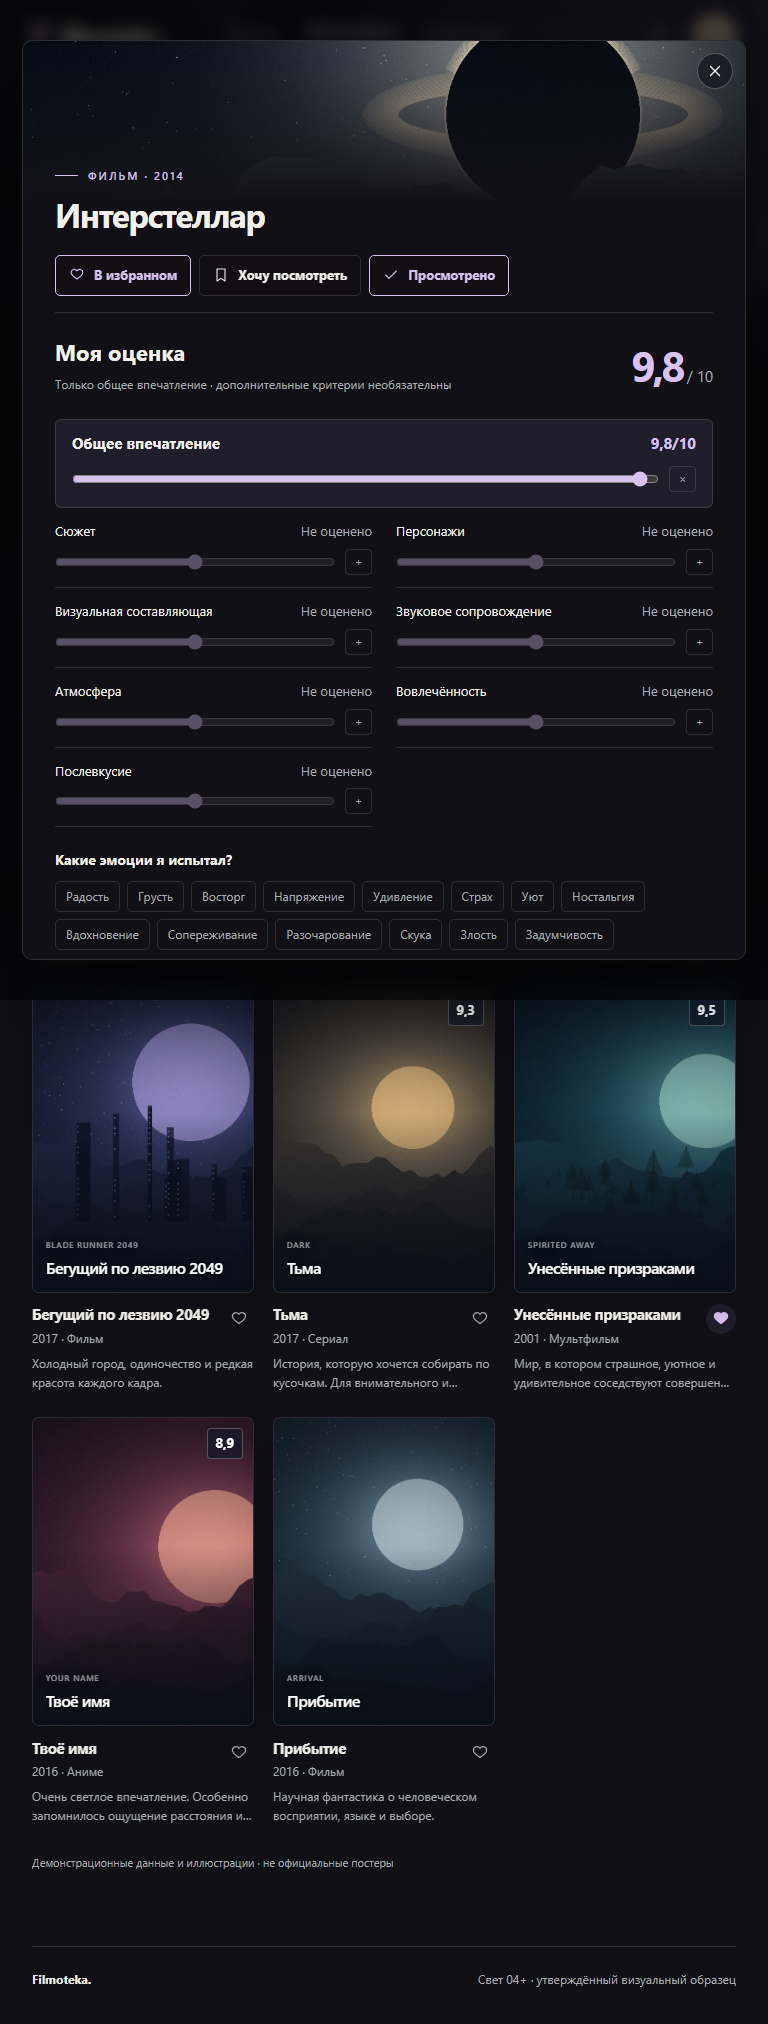 ФИЛЬМ · 2014
Интерстеллар
В избранном
Хочу посмотреть
Просмотрено
Моя оценка
Только общее впечатление · дополнительные критерии необязательны
9,8 / 10
Общее впечатление 9,8/10
×
Сюжет Не оценено
+
Персонажи Не оценено
+
Визуальная составляющая Не оценено
+
Звуковое сопровождение Не оценено
+
Атмосфера Не оценено
+
Вовлечённость Не оценено
+
Послевкусие Не оценено
+
Какие эмоции я испытал?
Радость Грусть Восторг Напряжение Удивление Страх Уют Ностальгия
Вдохновение Сопереживание Разочарование Скука Злость Задумчивость
BLADE RUNNER 2049
Бегущий по лезвию 2049
Бегущий по лезвию 2049
2017 · Фильм
Холодный город, одиночество и редкая
красота каждого кадра.
9,3
DARK
Тьма
Тьма
2017 · Сериал
История, которую хочется собирать по
кусочкам. Для внимательного и...
9,5
SPIRITED AWAY
Унесённые призраками
Унесённые призраками
2001 · Мультфильм
Мир, в котором страшное, уютное и
удивительное соседствуют совершен...
8,9
YOUR NAME
Твоё имя
Твоё имя
2016 · Аниме
Очень светлое впечатление. Особенно
запомнилось ощущение расстояния и...
ARRIVAL
Прибытие
Прибытие
2016 · Фильм
Научная фантастика о человеческом
восприятии, языке и выборе.
Демонстрационные данные и иллюстрации · не официальные постеры
Filmoteka.
Свет 04+ · утверждённый визуальный образец